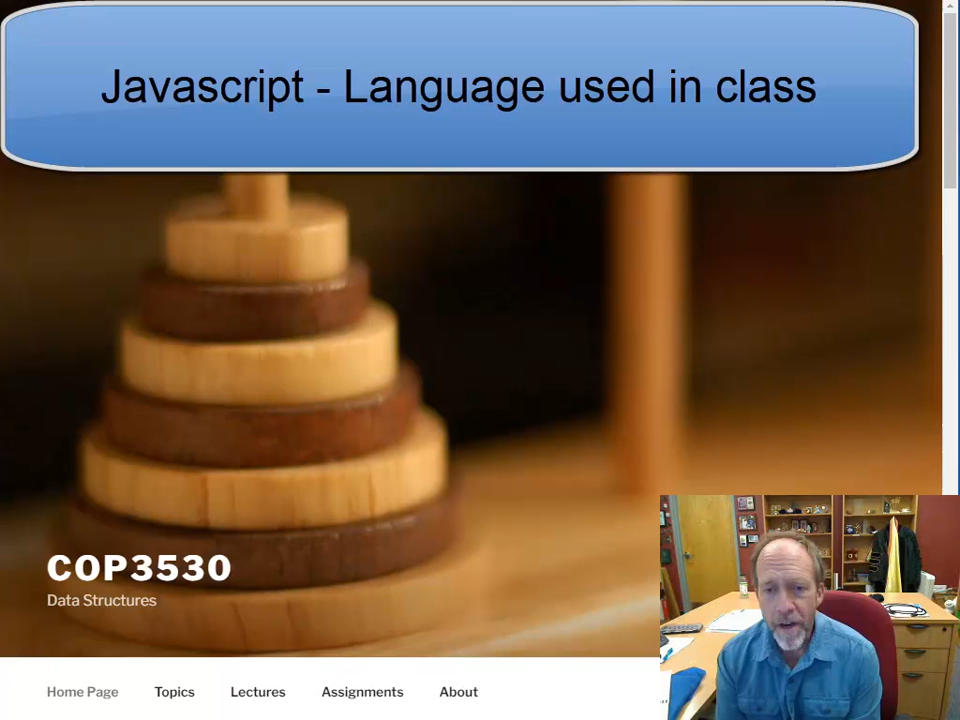 Javascript - Language used in class
COP3530
Data Structures
Home Page Topics Lectures Assignments About